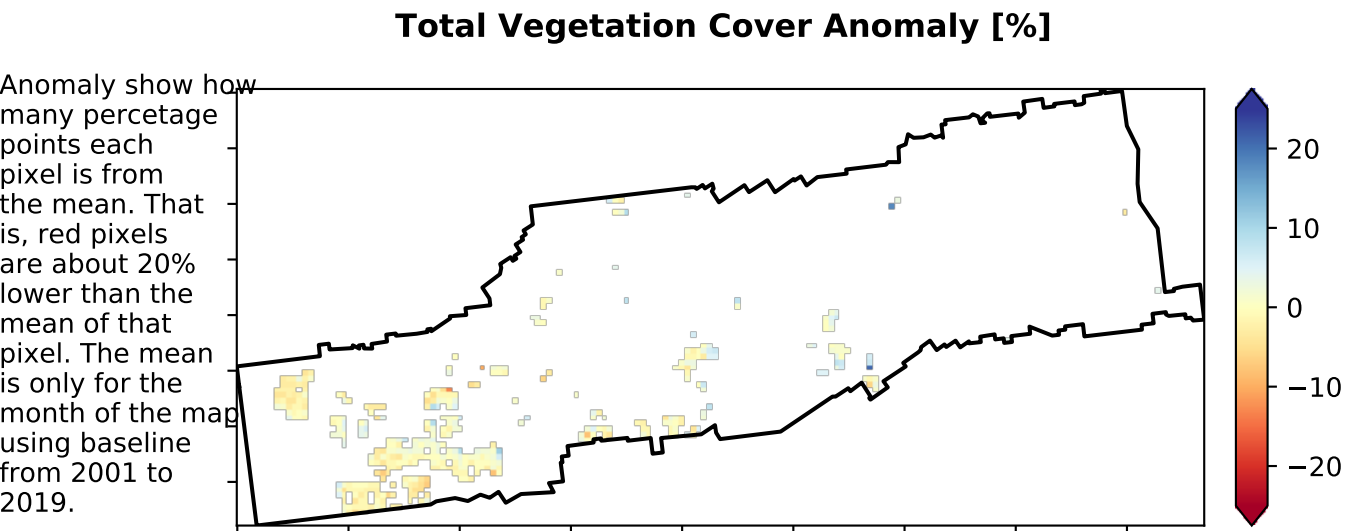 Total Vegetation Cover Anomaly [%]
Anomaly show how
many percetage
points each
pixel is from
the mean. That
is, red pixels
are about 20%
lower than the
mean of that
pixel. The mean
is only for the
month of the map
using baseline
from 2001 to
2019.
20
10
0
−10
−20